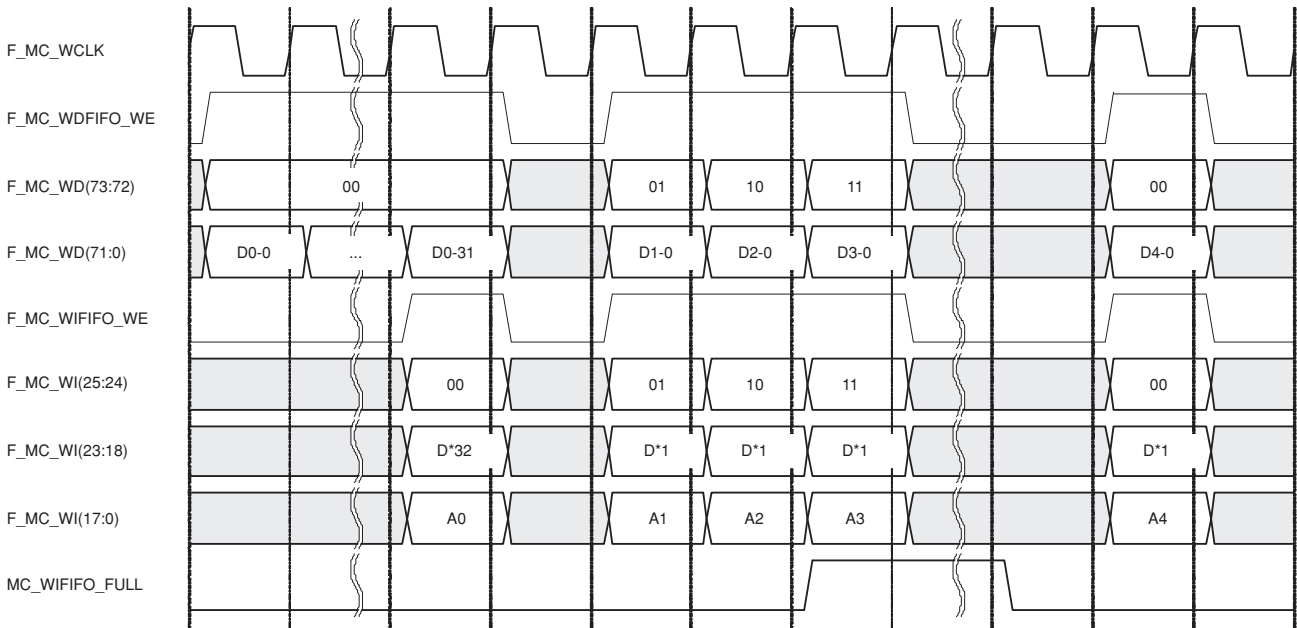 F_MC_WCLK
F_MC_WDFIFO_WE
F_MC_WD(73:72) 00 01 10 11 00
F_MC_WD(71:0) D0-0 ... D0-31 D1-0 D2-0 D3-0 D4-0
F_MC_WIFIFO_WE
F_MC_WI(25:24) 00 01 10 11 00
F_MC_WI(23:18) D*32 D*1 D*1 D*1 D*1
F_MC_WI(17:0) A0 A1 A2 A3 A4
MC_WIFIFO_FULL